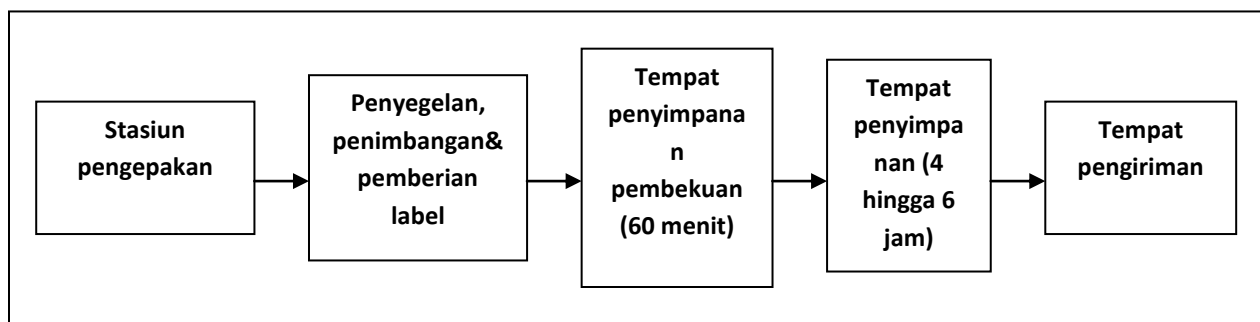 Stasiun
pengepakan
Penyegelan,
penimbangan&
pemberian
label
Tempat
penyimpana
n
pembekuan
(60 menit)
Tempat
penyimpa
nan (4
hingga 6
jam)
Tempat
pengiriman